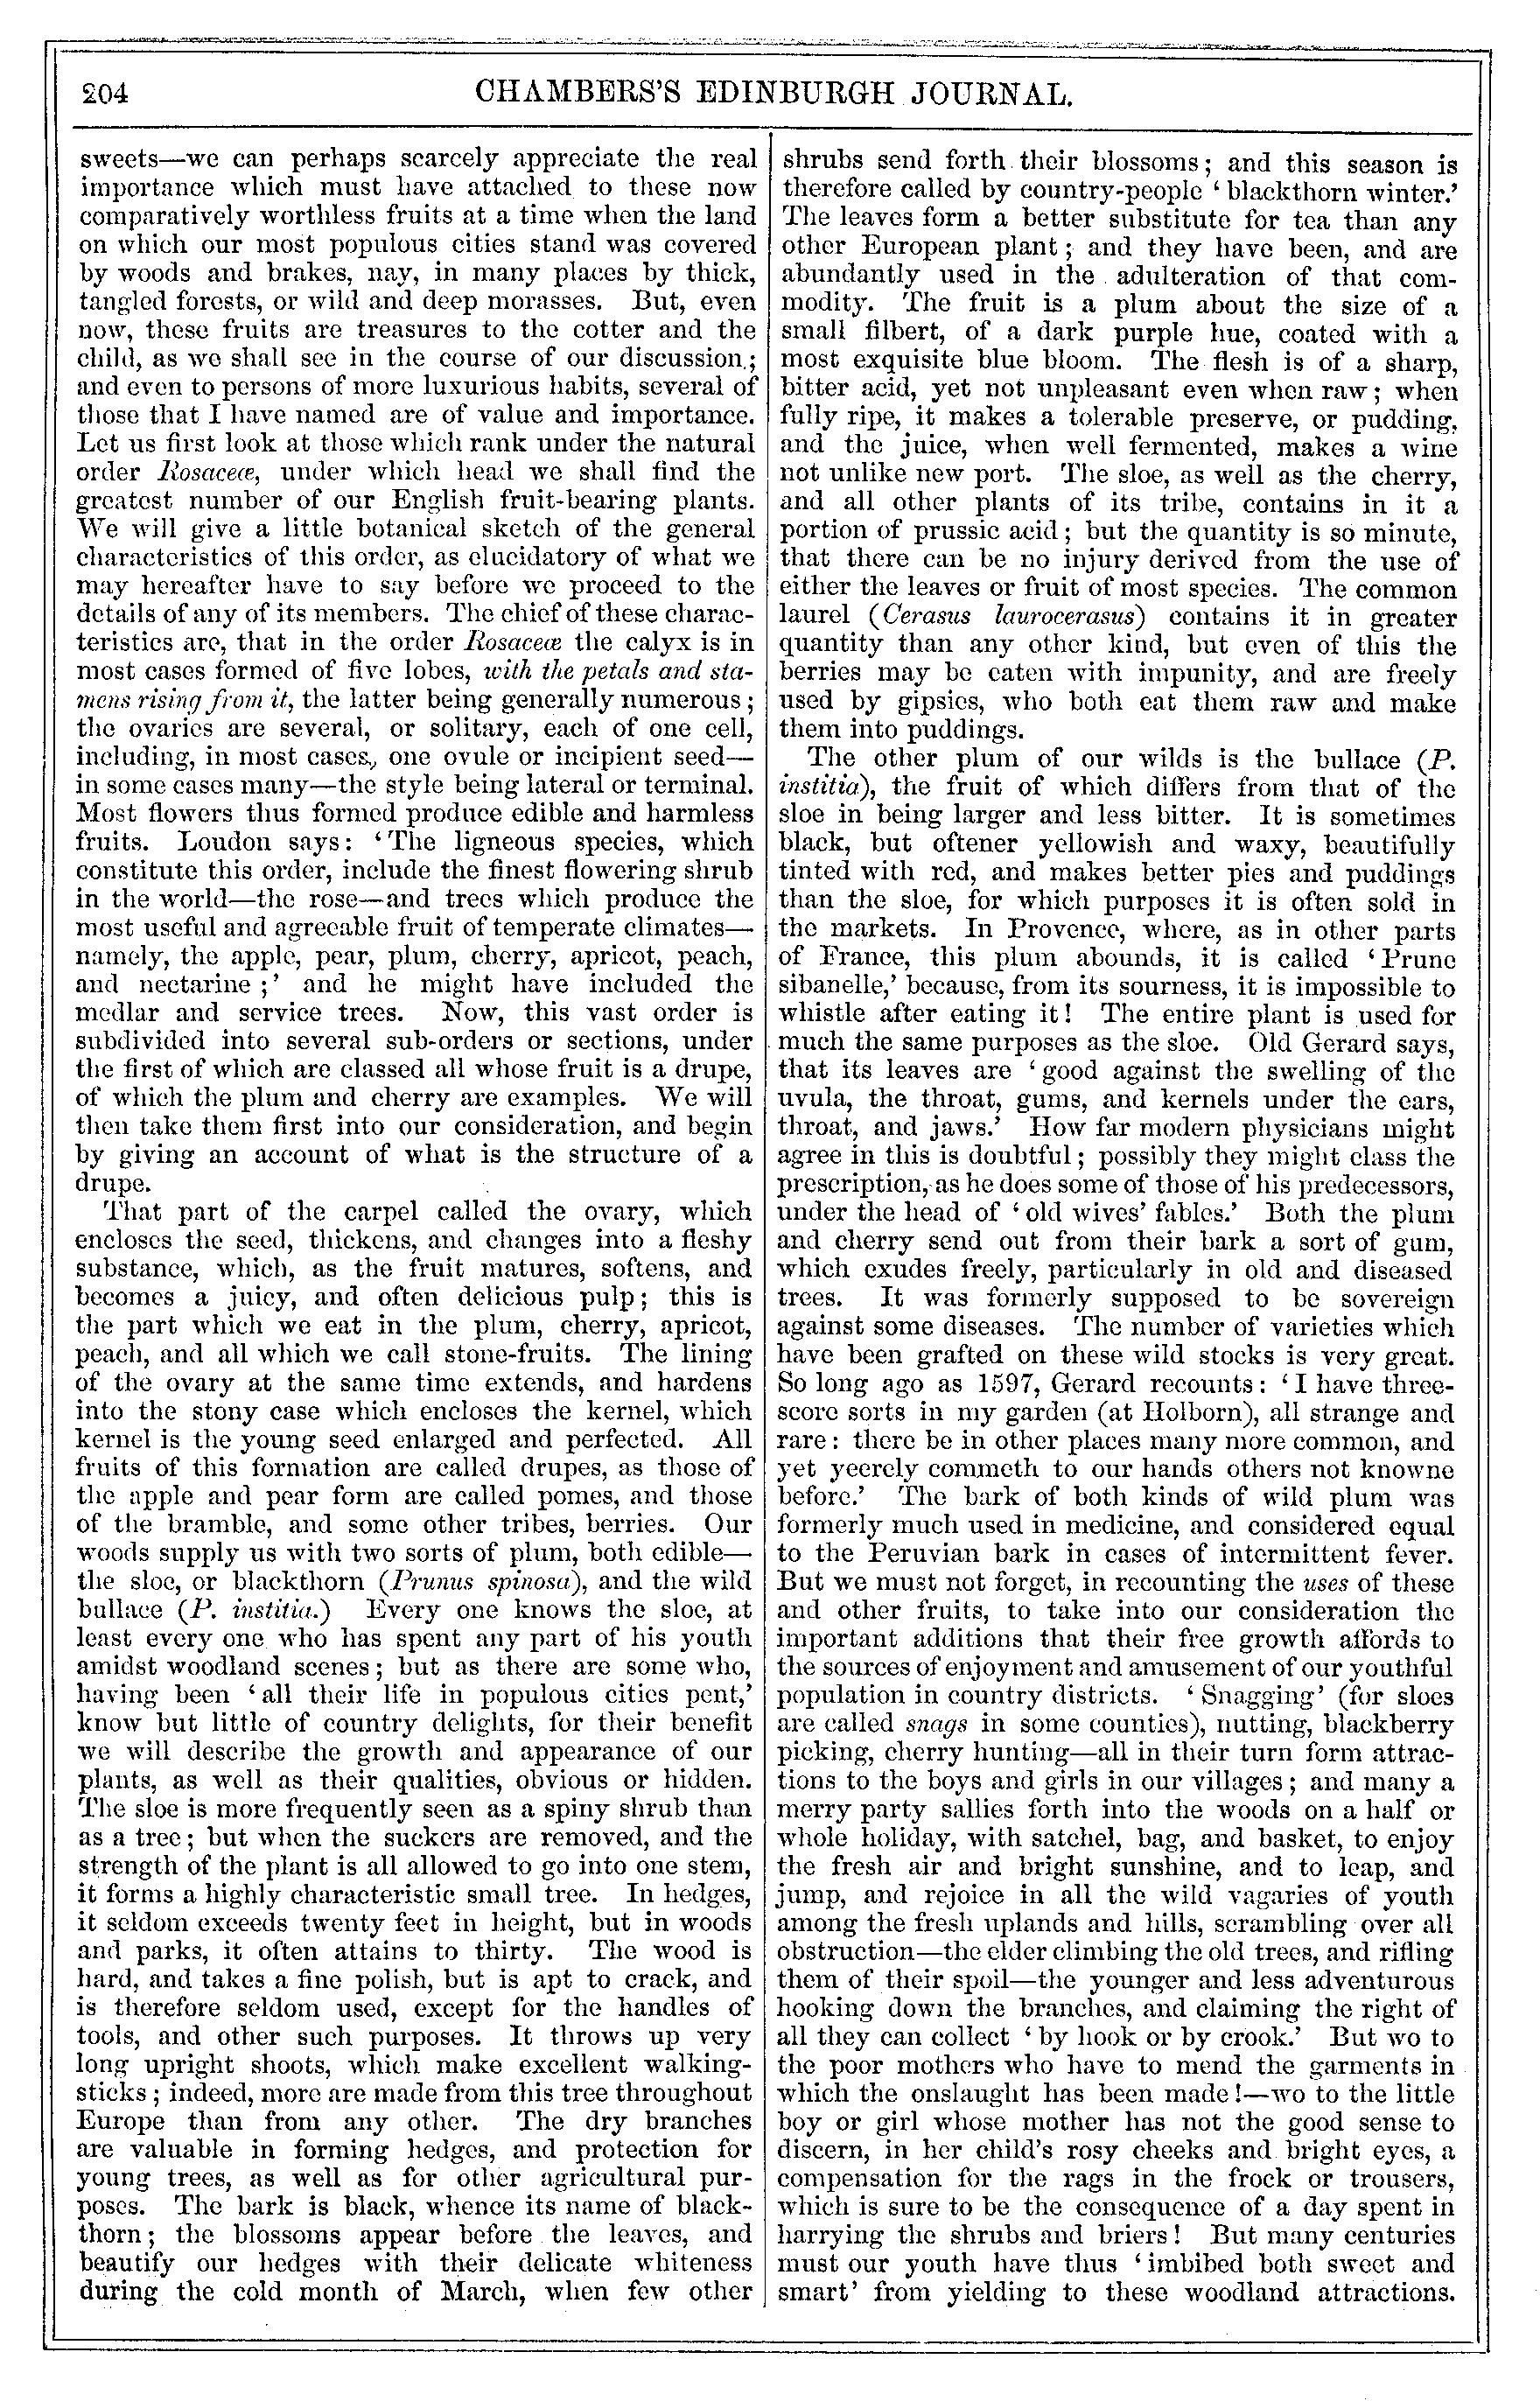 204
CHAMBERS'S EDINBURGH JOURNAL.
sweets—we can perhaps scarcely appreciate the real
importance which must have attached to these now
comparatively worthless fruits at a time when the land
on which our most populous cities stand was covered
by woods and brakes, nay, in many places by thick,
tangled forests, or wild and deep morasses. But, even
now, these fruits are treasures to the cotter and the
child, as we shall see in the course of our discussion;
and even to persons of more luxurious habits, several of
those that I have named are of value and importance.
Let us first look at those which rank under the natural
order Rosaceæ, under which head we shall find the
greatest number of our English fruit-bearing plants.
We will give a little botanical sketch of the general
characteristics of this order, as elucidatory of what we
may hereafter have to say before we proceed to the
details of any of its members. The chief of these charac-
teristics are, that in the order Rosaceæ the calyx is in
most cases formed of five lobes, with the petals and sta-
mens rising from it, the latter being generally numerous;
the ovaries are several, or solitary, each of one cell,
including, in most cases, one ovule or incipient seed—
in some cases many—the style being lateral or terminal.
Most flowers thus formed produce edible and harmless
fruits. Loudon says: 'The ligneous species, which
constitute this order, include the finest flowering shrub
in the world—the rose—and trees which produce the
most useful and agreeable fruit of temperate climates—
namely, the apple, pear, plum, cherry, apricot, peach,
and nectarine;' and he might have included the
medlar and service trees. Now, this vast order is
subdivided into several sub-orders or sections, under
the first of which are classed all whose fruit is a drupe,
of which the plum and cherry are examples. We will
then take them first into our consideration, and begin
by giving an account of what is the structure of a
drupe.
That part of the carpel called the ovary, which
encloses the seed, thickens, and changes into a fleshy
substance, which, as the fruit matures, softens, and
becomes a juicy, and often delicious pulp; this is
the part which we eat in the plum, cherry, apricot,
peach, and all which we call stone-fruits. The lining
of the ovary at the same time extends, and hardens
into the stony case which encloses the kernel, which
kernel is the young seed enlarged and perfected. All
fruits of this formation are called drupes, as those of
the apple and pear form are called pomes, and those
of the bramble, and some other tribes, berries. Our
woods supply us with two sorts of plum, both edible—
the sloe, or blackthorn (Prunus spinosa), and the wild
bullace (P. institia.) Every one knows the sloe, at
least every one who has spent any part of his youth
amidst woodland scenes; but as there are some who,
having been 'all their life in populous cities pent,'
know but little of country delights, for their benefit
we will describe the growth and appearance of our
plants, as well as their qualities, obvious or hidden.
The sloe is more frequently seen as a spiny shrub than
as a tree; but when the suckers are removed, and the
strength of the plant is all allowed to go into one stem,
it forms a highly characteristic small tree. In hedges,
it seldom exceeds twenty feet in height, but in woods
and parks, it often attains to thirty. The wood is
hard, and takes a fine polish, but is apt to crack, and
is therefore seldom used, except for the handles of
tools, and other such purposes. It throws up very
long upright shoots, which make excellent walking-
sticks; indeed, more are made from this tree throughout
Europe than from any other. The dry branches
are valuable in forming hedges, and protection for
young trees, as well as for other agricultural pur-
poses. The bark is black, whence its name of black-
thorn; the blossoms appear before the leaves, and
beautify our hedges with their delicate whiteness
during the cold month of March, when few other
shrubs send forth their blossoms; and this season is
therefore called by country-people 'blackthorn winter.'
The leaves form a better substitute for tea than any
other European plant; and they have been, and are
abundantly used in the adulteration of that com-
modity. The fruit is a plum about the size of a
small filbert, of a dark purple hue, coated with a
most exquisite blue bloom. The flesh is of a sharp,
bitter acid, yet not unpleasant even when raw; when
fully ripe, it makes a tolerable preserve, or pudding,
and the juice, when well fermented, makes a wine
not unlike new port. The sloe, as well as the cherry,
and all other plants of its tribe, contains in it a
portion of prussic acid; but the quantity is so minute,
that there can be no injury derived from the use of
either the leaves or fruit of most species. The common
laurel (Cerasus laurocerasus) contains it in greater
quantity than any other kind, but even of this the
berries may be eaten with impunity, and are freely
used by gipsies, who both eat them raw and make
them into puddings.
The other plum of our wilds is the bullace (P.
institia), the fruit of which differs from that of the
sloe in being larger and less bitter. It is sometimes
black, but oftener yellowish and waxy, beautifully
tinted with red, and makes better pies and puddings
than the sloe, for which purposes it is often sold in
the markets. In Provence, where, as in other parts
of France, this plum abounds, it is called 'Prune
sibanelle,' because, from its sourness, it is impossible to
whistle after eating it! The entire plant is used for
much the same purposes as the sloe. Old Gerard says,
that its leaves are 'good against the swelling of the
uvula, the throat, gums, and kernels under the ears,
throat, and jaws.' How far modern physicians might
agree in this is doubtful; possibly they might class the
prescription, as he does some of those of his predecessors,
under the head of 'old wives' fables.' Both the plum
and cherry send out from their bark a sort of gum,
which exudes freely, particularly in old and diseased
trees. It was formerly supposed to be sovereign
against some diseases. The number of varieties which
have been grafted on these wild stocks is very great.
So long ago as 1597, Gerard recounts: 'I have three-
score sorts in my garden (at Holborn), all strange and
rare: there be in other places many more common, and
yet yeerely commeth to our hands others not knowne
before.' The bark of both kinds of wild plum was
formerly much used in medicine, and considered equal
to the Peruvian bark in cases of intermittent fever.
But we must not forget, in recounting the uses of these
and other fruits, to take into our consideration the
important additions that their free growth affords to
the sources of enjoyment and amusement of our youthful
population in country districts. 'Snagging' (for sloes
are called snags in some counties), nutting, blackberry
picking, cherry hunting—all in their turn form attrac-
tions to the boys and girls in our villages; and many a
merry party sallies forth into the woods on a half or
whole holiday, with satchel, bag, and basket, to enjoy
the fresh air and bright sunshine, and to leap, and
jump, and rejoice in all the wild vagaries of youth
among the fresh uplands and hills, scrambling over all
obstruction—the elder climbing the old trees, and rifling
them of their spoil—the younger and less adventurous
hooking down the branches, and claiming the right of
all they can collect 'by hook or by crook.' But wo to
the poor mothers who have to mend the garments in
which the onslaught has been made!—wo to the little
boy or girl whose mother has not the good sense to
discern, in her child's rosy cheeks and bright eyes, a
compensation for the rags in the frock or trousers,
which is sure to be the consequence of a day spent in
harrying the shrubs and briers! But many centuries
must our youth have thus 'imbibed both sweet and
smart' from yielding to these woodland attractions.